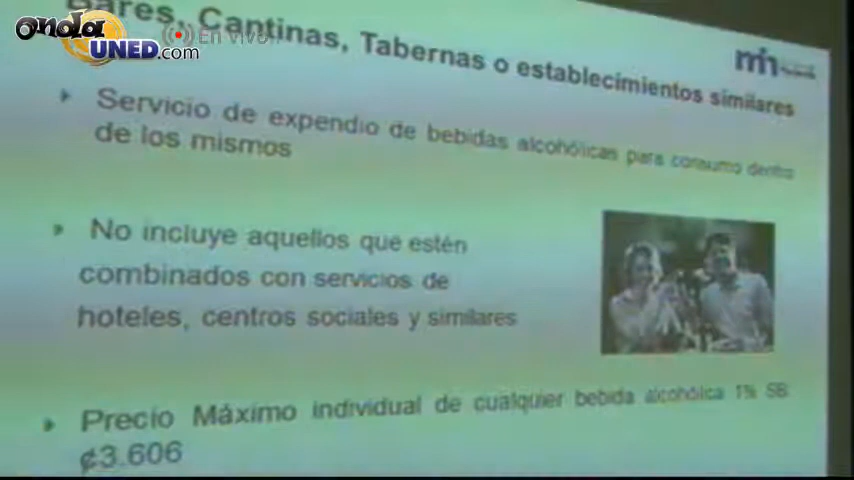 onda
UNED.com
En Vivo
Bares, Cantinas, Tabernas o establecimientos similares
Servicio de expendio de bebidas alcohólicas para consumo dentro
de los mismos
No incluye aquellos que estén
combinados con servicios de
hoteles, centros sociales y similares
Precio Máximo individual de cualquier bebida alcohólica 1% SB
¢3.606